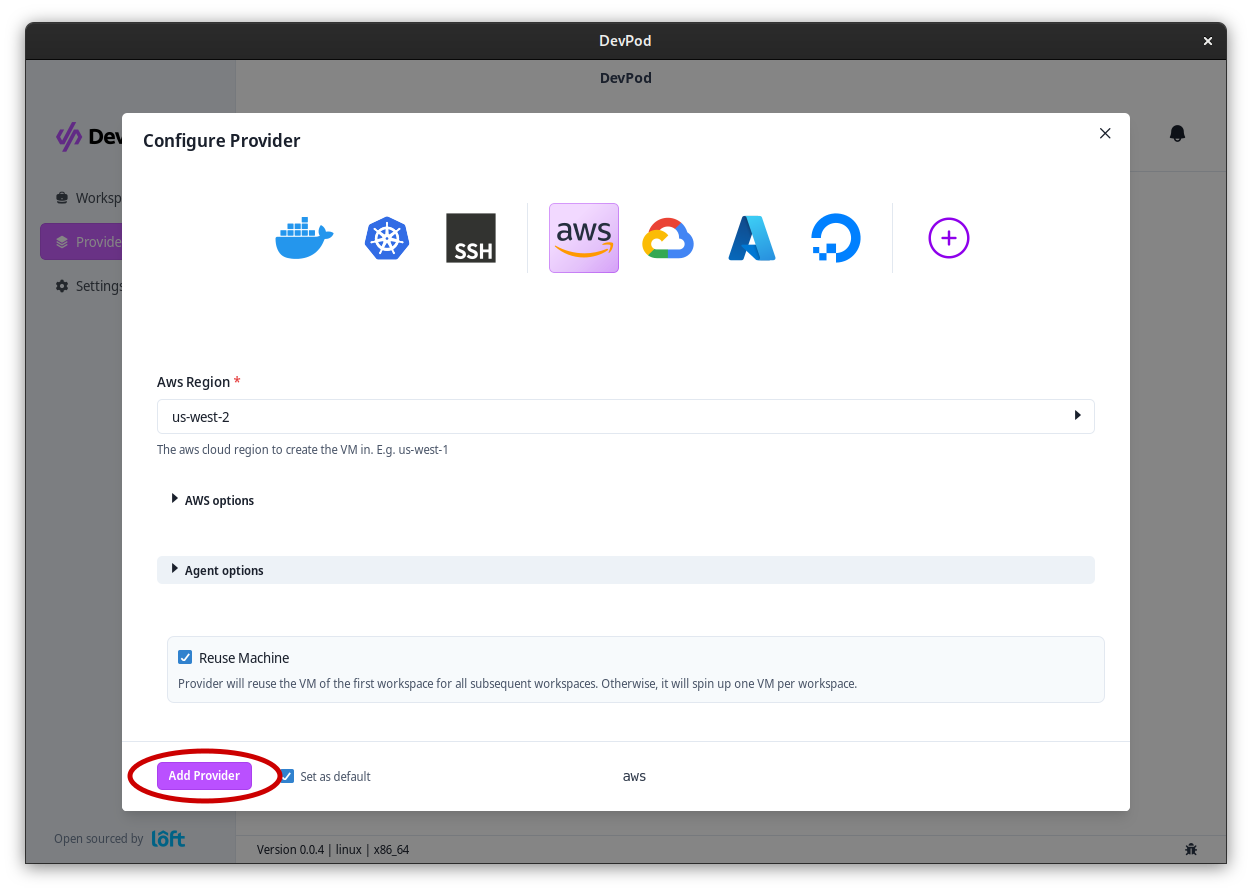 DevPod
DevPod
Dev
Configure Provider
Worksp
Provide
Settings
SSH
aws
Aws Region *
us-west-2
The aws cloud region to create the VM in. E.g. us-west-1
AWS options
Agent options
Reuse Machine
Provider will reuse the VM of the first workspace for all subsequent workspaces. Otherwise, it will spin up one VM per workspace.
Add Provider
Set as default
aws
Open sourced by loft
Version 0.0.4 | linux | x86_64